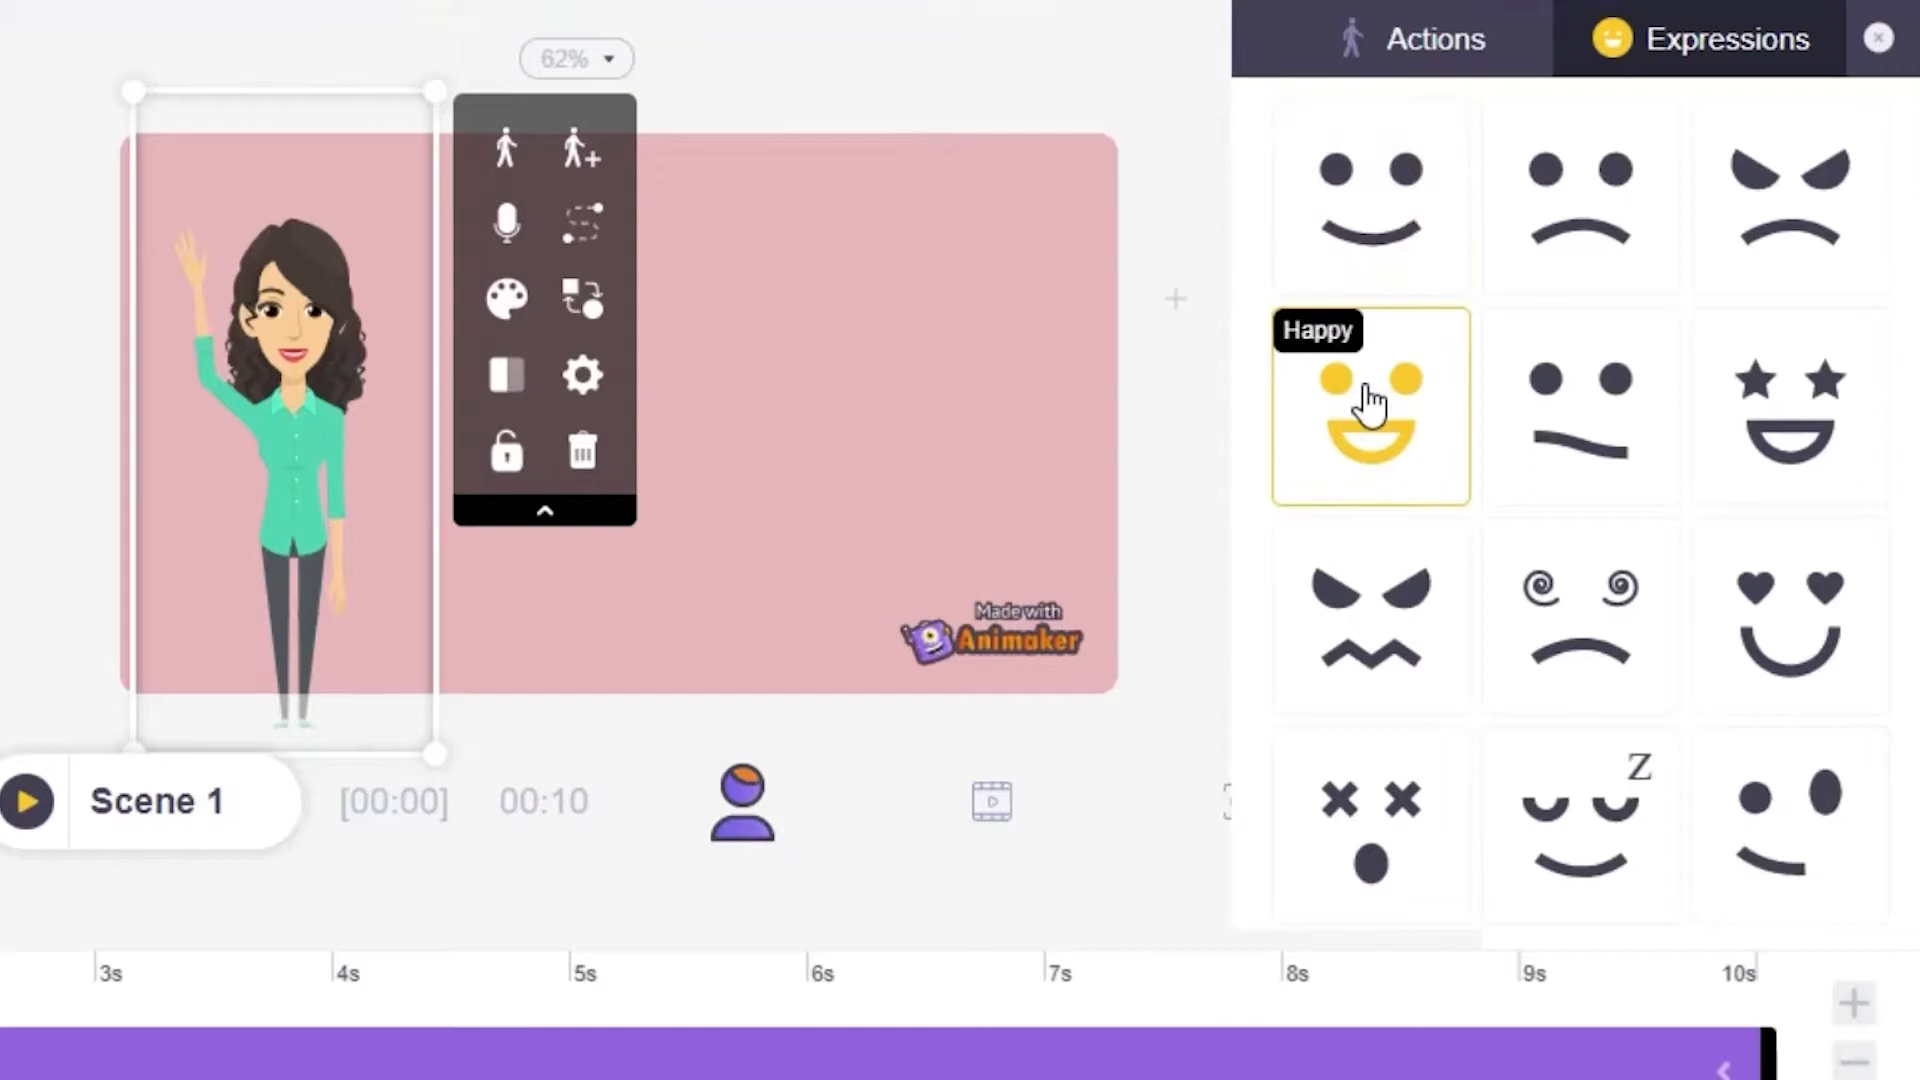 62%
Actions
Expressions
Happy
Made with
Animaker
Z
Scene 1
[00:00]
00:10
3s
4s
5s
6s
7s
8s
9s
10s